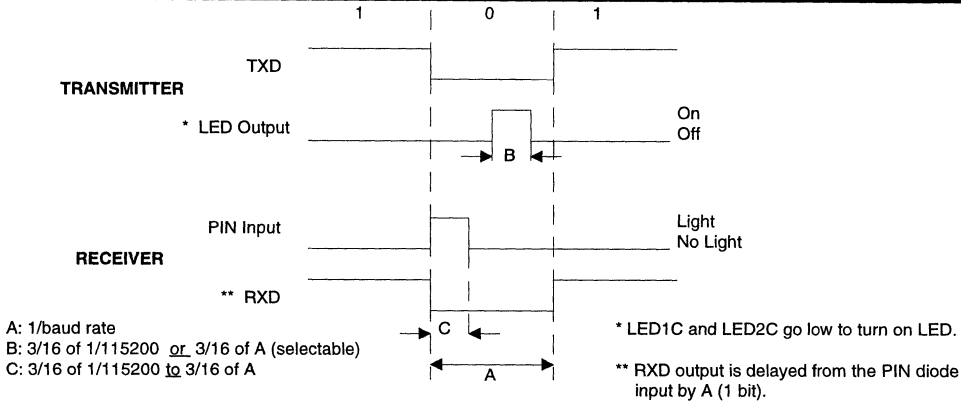 1 0 1
TXD
TRANSMITTER
* LED Output
On
Off
B
PIN Input
Light
No Light
RECEIVER
** RXD
C
A
A: 1/baud rate
B: 3/16 of 1/115200 or 3/16 of A (selectable)
C: 3/16 of 1/115200 to 3/16 of A
* LED1C and LED2C go low to turn on LED.
** RXD output is delayed from the PIN diode
input by A (1 bit).